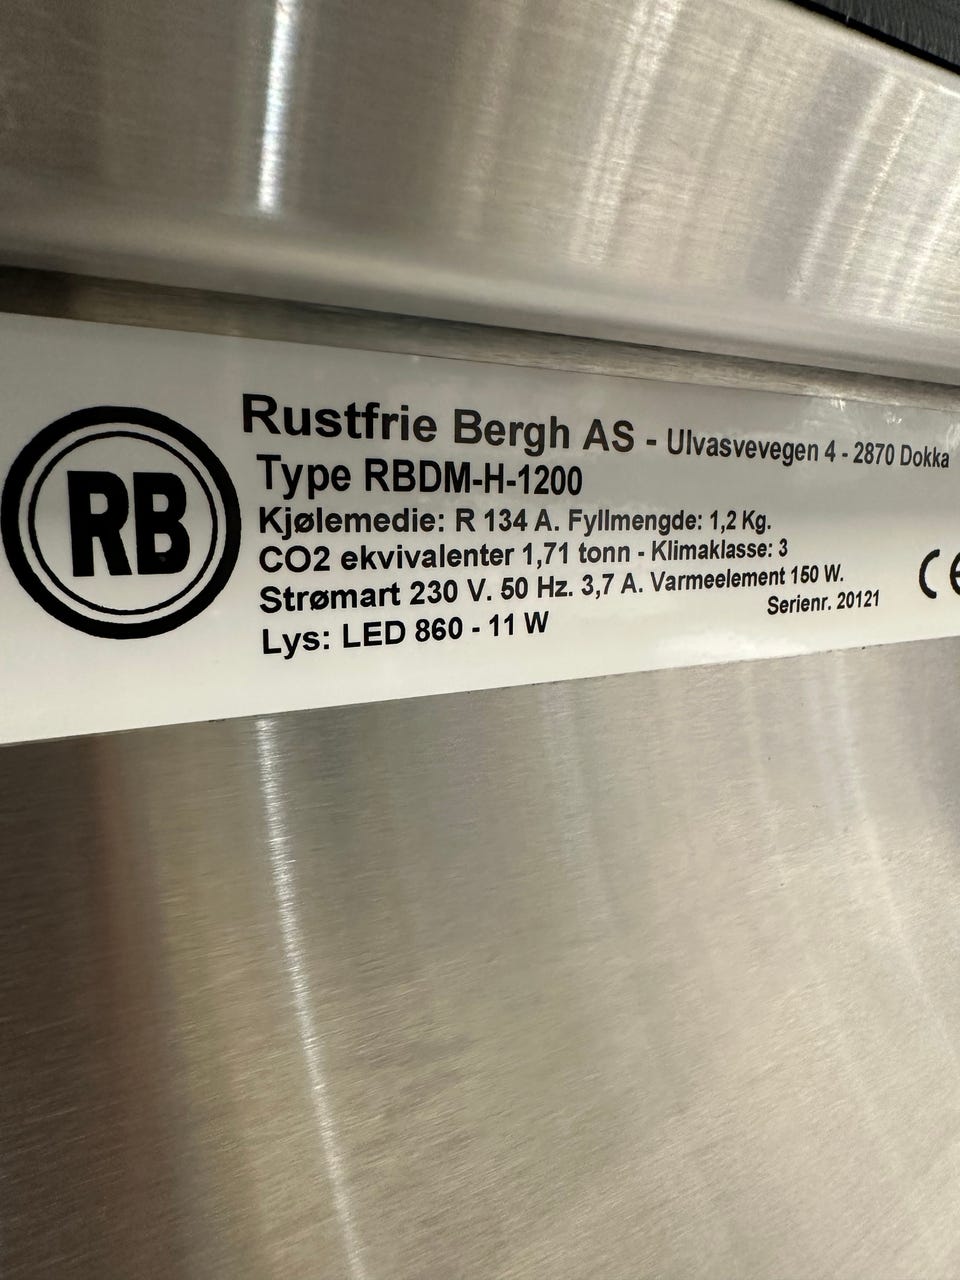 RB
Rustfrie Bergh AS - Ulvasvevegen 4 - 2870 Dokka
Type RBDM-H-1200
Kjølemedie: R 134 A. Fyllmengde: 1,2 Kg.
CO2 ekvivalenter 1,71 tonn - Klimaklasse: 3
Strømart 230 V. 50 Hz. 3,7 A. Varmeelement 150 W.
Serienr. 20121
Lys: LED 860 - 11 W
CE